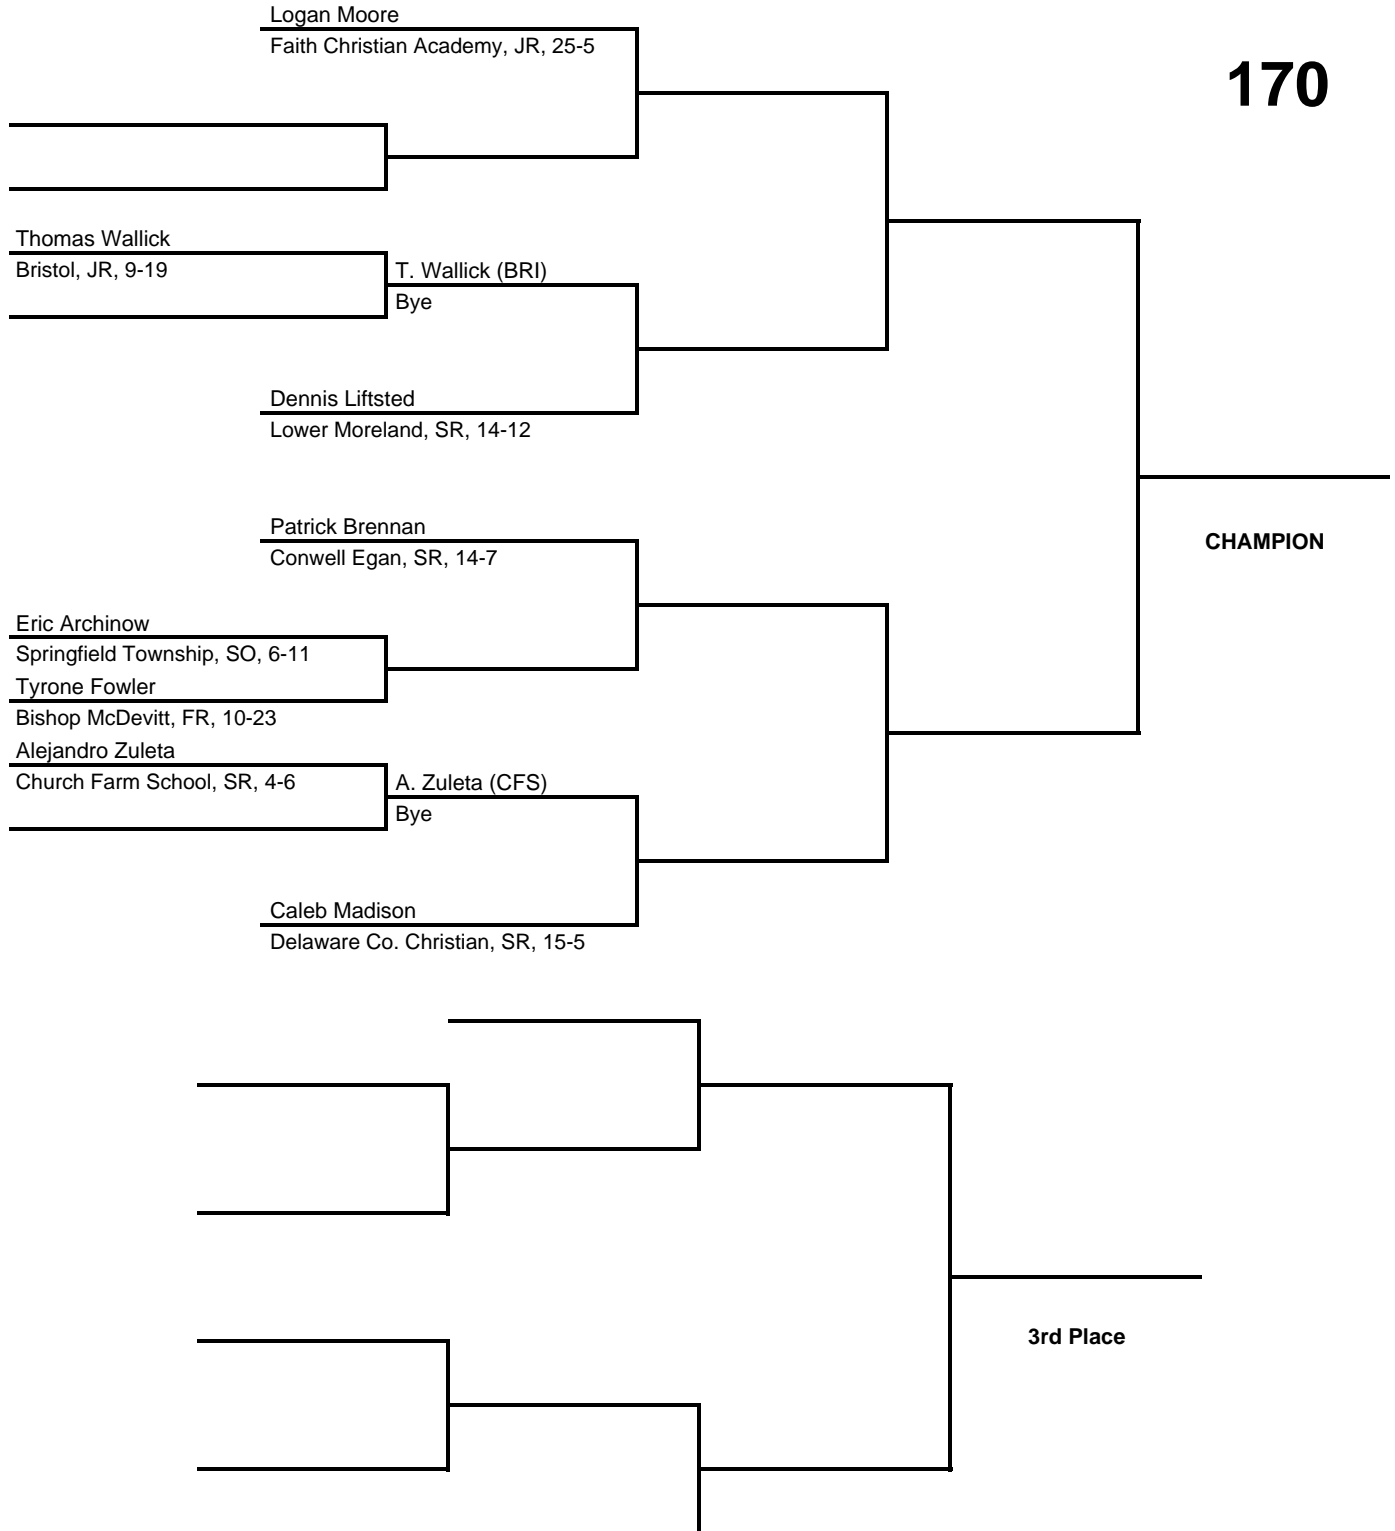 Logan Moore
Faith Christian Academy, JR, 25-5
170
Thomas Wallick
Bristol, JR, 9-19
T. Wallick (BRI)
Bye
Dennis Liftsted
Lower Moreland, SR, 14-12
Patrick Brennan
Conwell Egan, SR, 14-7
CHAMPION
Eric Archinow
Springfield Township, SO, 6-11
Tyrone Fowler
Bishop McDevitt, FR, 10-23
Alejandro Zuleta
Church Farm School, SR, 4-6
A. Zuleta (CFS)
Bye
Caleb Madison
Delaware Co. Christian, SR, 15-5
3rd Place